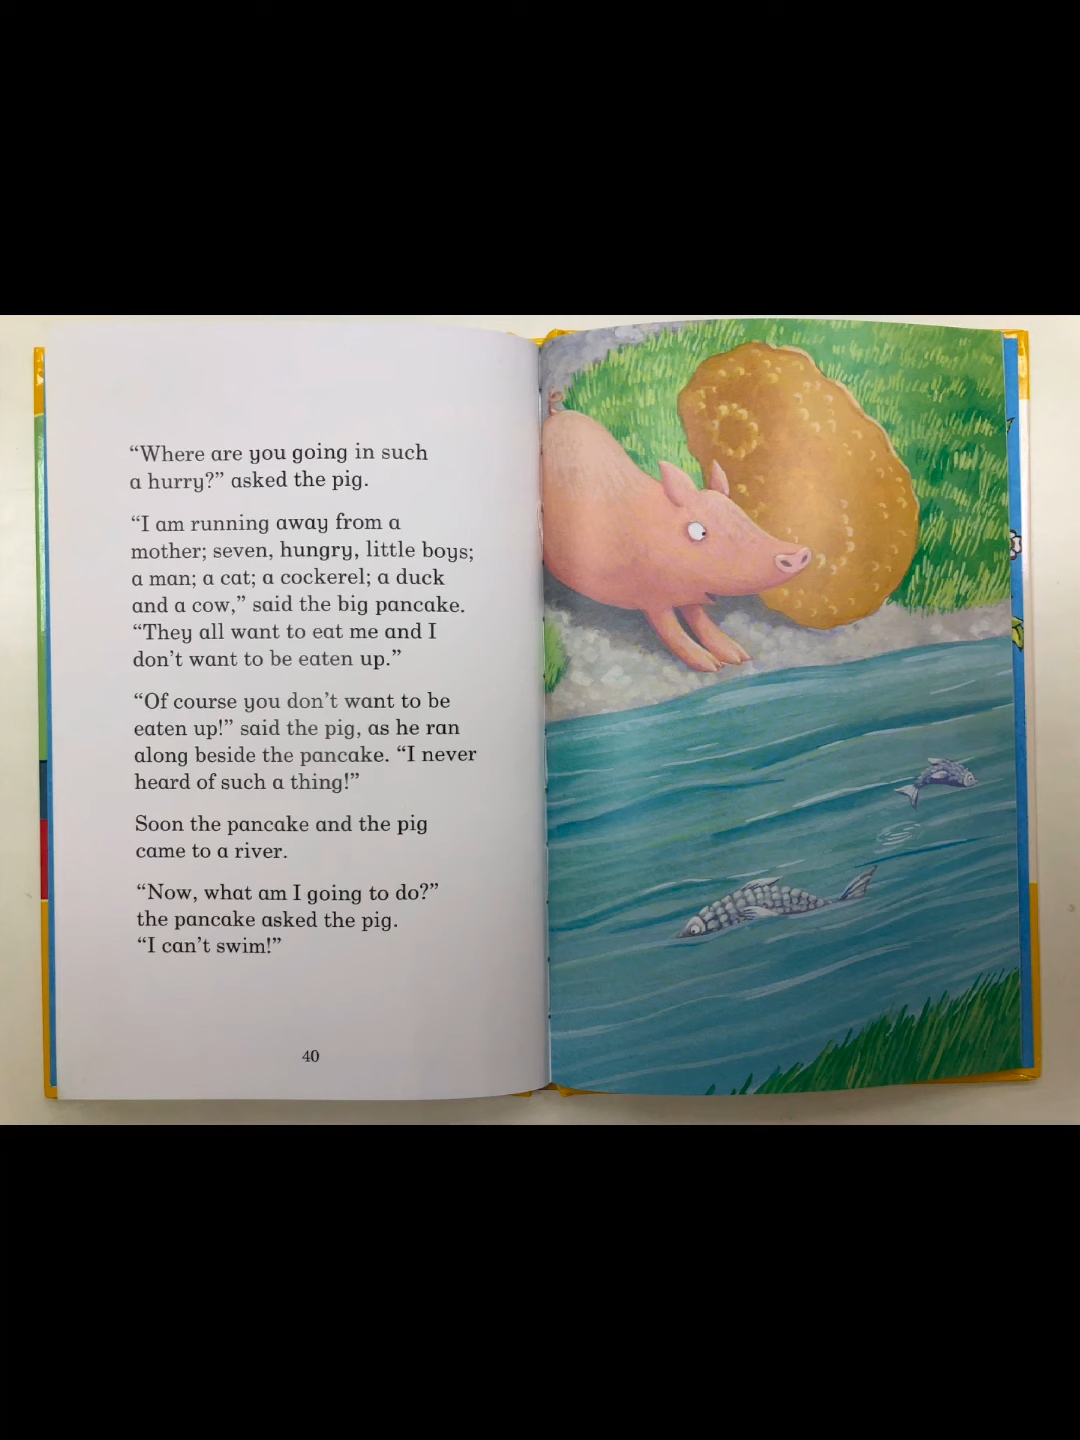 “Where are you going in such
a hurry?” asked the pig.
“I am running away from a
mother; seven, hungry, little boys;
a man; a cat; a cockerel; a duck
and a cow,” said the big pancake.
“They all want to eat me and I
don’t want to be eaten up.”
“Of course you don’t want to be
eaten up!” said the pig, as he ran
along beside the pancake. “I never
heard of such a thing!”
Soon the pancake and the pig
came to a river.
“Now, what am I going to do?”
the pancake asked the pig.
“I can’t swim!”
40